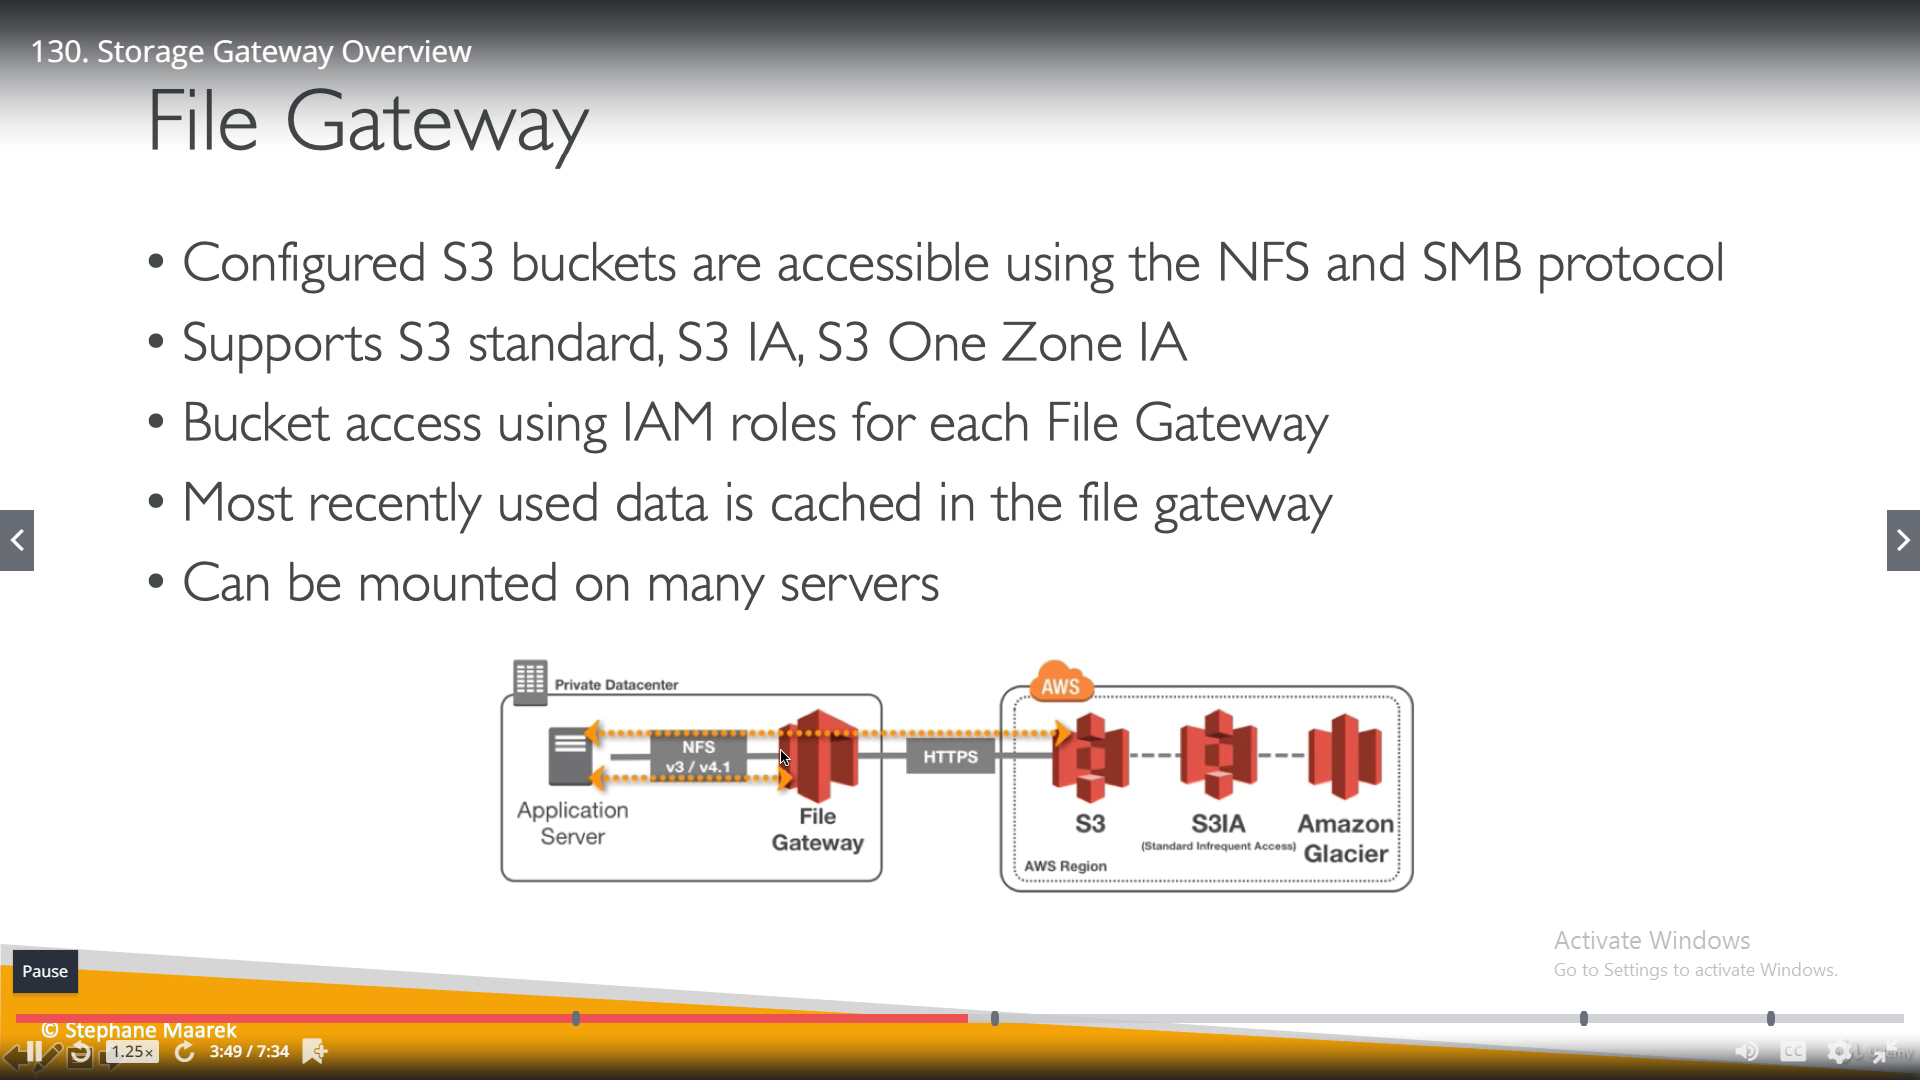 130. Storage Gateway Overview
File Gateway
• Configured S3 buckets are accessible using the NFS and SMB protocol
• Supports S3 standard, S3 IA, S3 One Zone IA
• Bucket access using IAM roles for each File Gateway
• Most recently used data is cached in the file gateway
• Can be mounted on many servers
Private Datacenter
NFS
v3 / v4.1
Application
Server
File
Gateway
HTTPS
AWS
S3
S3IA
(Standard Infrequent Access)
Amazon
Glacier
AWS Region
Activate Windows
Go to Settings to activate Windows.
Pause
© Stephane Maarek
1.25×
3:49 / 7:34
CC